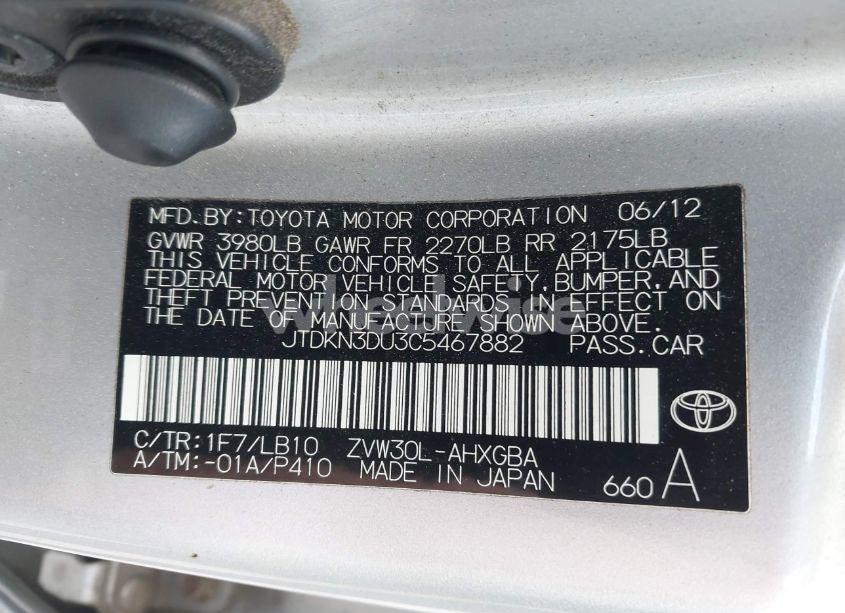 MFD. BY: TOYOTA MOTOR CORPORATION 06/12
GVWR 3980LB GAWR FR 2270LB RR 2175LB
THIS VEHICLE CONFORMS TO ALL APPLICABLE
FEDERAL MOTOR VEHICLE SAFETY, BUMPER, AND
THEFT PREVENTION STANDARDS IN EFFECT ON
THE DATE OF MANUFACTURE SHOWN ABOVE.
JTDKN3DU3C5467882 PASS. CAR
C/TR: 1F7/LB10 ZVW30L-AHXGBA
A/TM: -01A/P410 MADE IN JAPAN 660 A